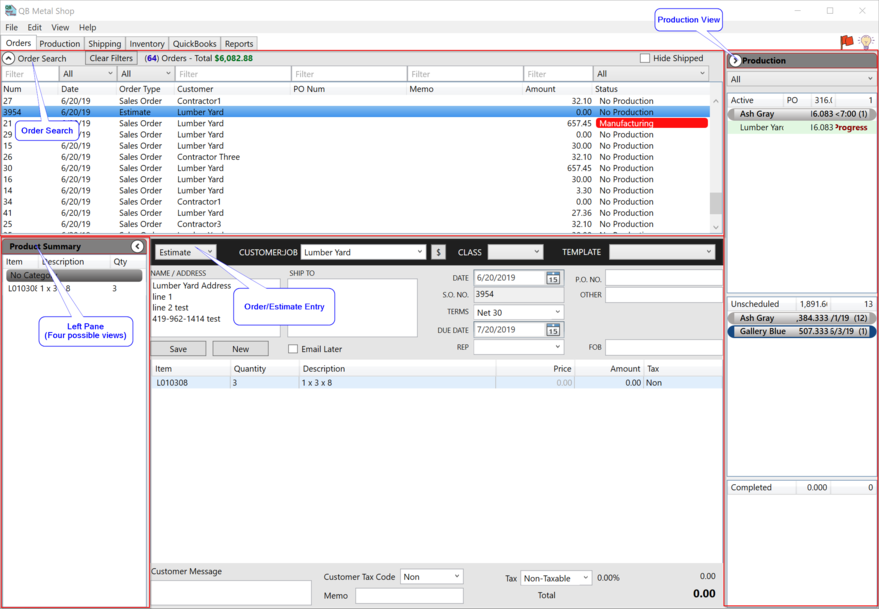 QB Metal Shop
File Edit View Help
Production View
Orders Production Shipping Inventory QuickBooks Reports
Order Search Clear Filters (64) Orders - Total $6,082.88 Hide Shipped
Filter All All Filter Filter Filter Filter All
Num Date Order Type Customer PO Num Memo Amount Status
27 6/20/19 Sales Order Contractor1 32.10 No Production
3954 6/20/19 Estimate Lumber Yard 0.00 No Production
21 6/20/19 Sales Order Lumber Yard 657.45 Manufacturing
29 6/20/19 Sales Order Lumber Yard 0.00 No Production
Order Search
15 6/20/19 Sales Order Lumber Yard 30.00 No Production
26 6/20/19 Sales Order Contractor Three 32.10 No Production
30 6/20/19 Sales Order Lumber Yard 657.45 No Production
16 6/20/19 Sales Order Lumber Yard 30.00 No Production
14 6/20/19 Sales Order Lumber Yard 3.30 No Production
34 6/20/19 Sales Order Contractor1 0.00 No Production
41 6/20/19 Sales Order Lumber Yard 27.36 No Production
25 6/20/19 Sales Order Contractor3 32.10 No Production
Production
All
Active PO 316.( 1
Ash Gray 16.083 <7:00 (1)
Lumber Yar 16.083 Progress
Unscheduled 1,891.6 13
Ash Gray ,384.333 /1/19 (12)
Gallery Blue 507.333 5/3/19 (1)
Completed 0.000 0
Product Summary
Item Description Qty
No Category
L010308 1 x 3 x 8 3
Left Pane
(Four possible views)
Estimate CUSTOMER:JOB Lumber Yard $ CLASS TEMPLATE
NAME / ADDRESS SHIP TO
Lumber Yard Address
line 1
line 2 test
419-962-1414 test
Order/Estimate Entry
DATE 6/20/2019 15 P.O. NO.
S.O. NO. 3954 OTHER
TERMS Net 30
DUE DATE 7/20/2019 15
REP FOB
Save New Email Later
Item Quantity Description Price Amount Tax
L010308 3 1 x 3 x 8 0.00 0.00 Non
Customer Message
Customer Tax Code Non Tax Non-Taxable 0.00% 0.00
Memo Total 0.00